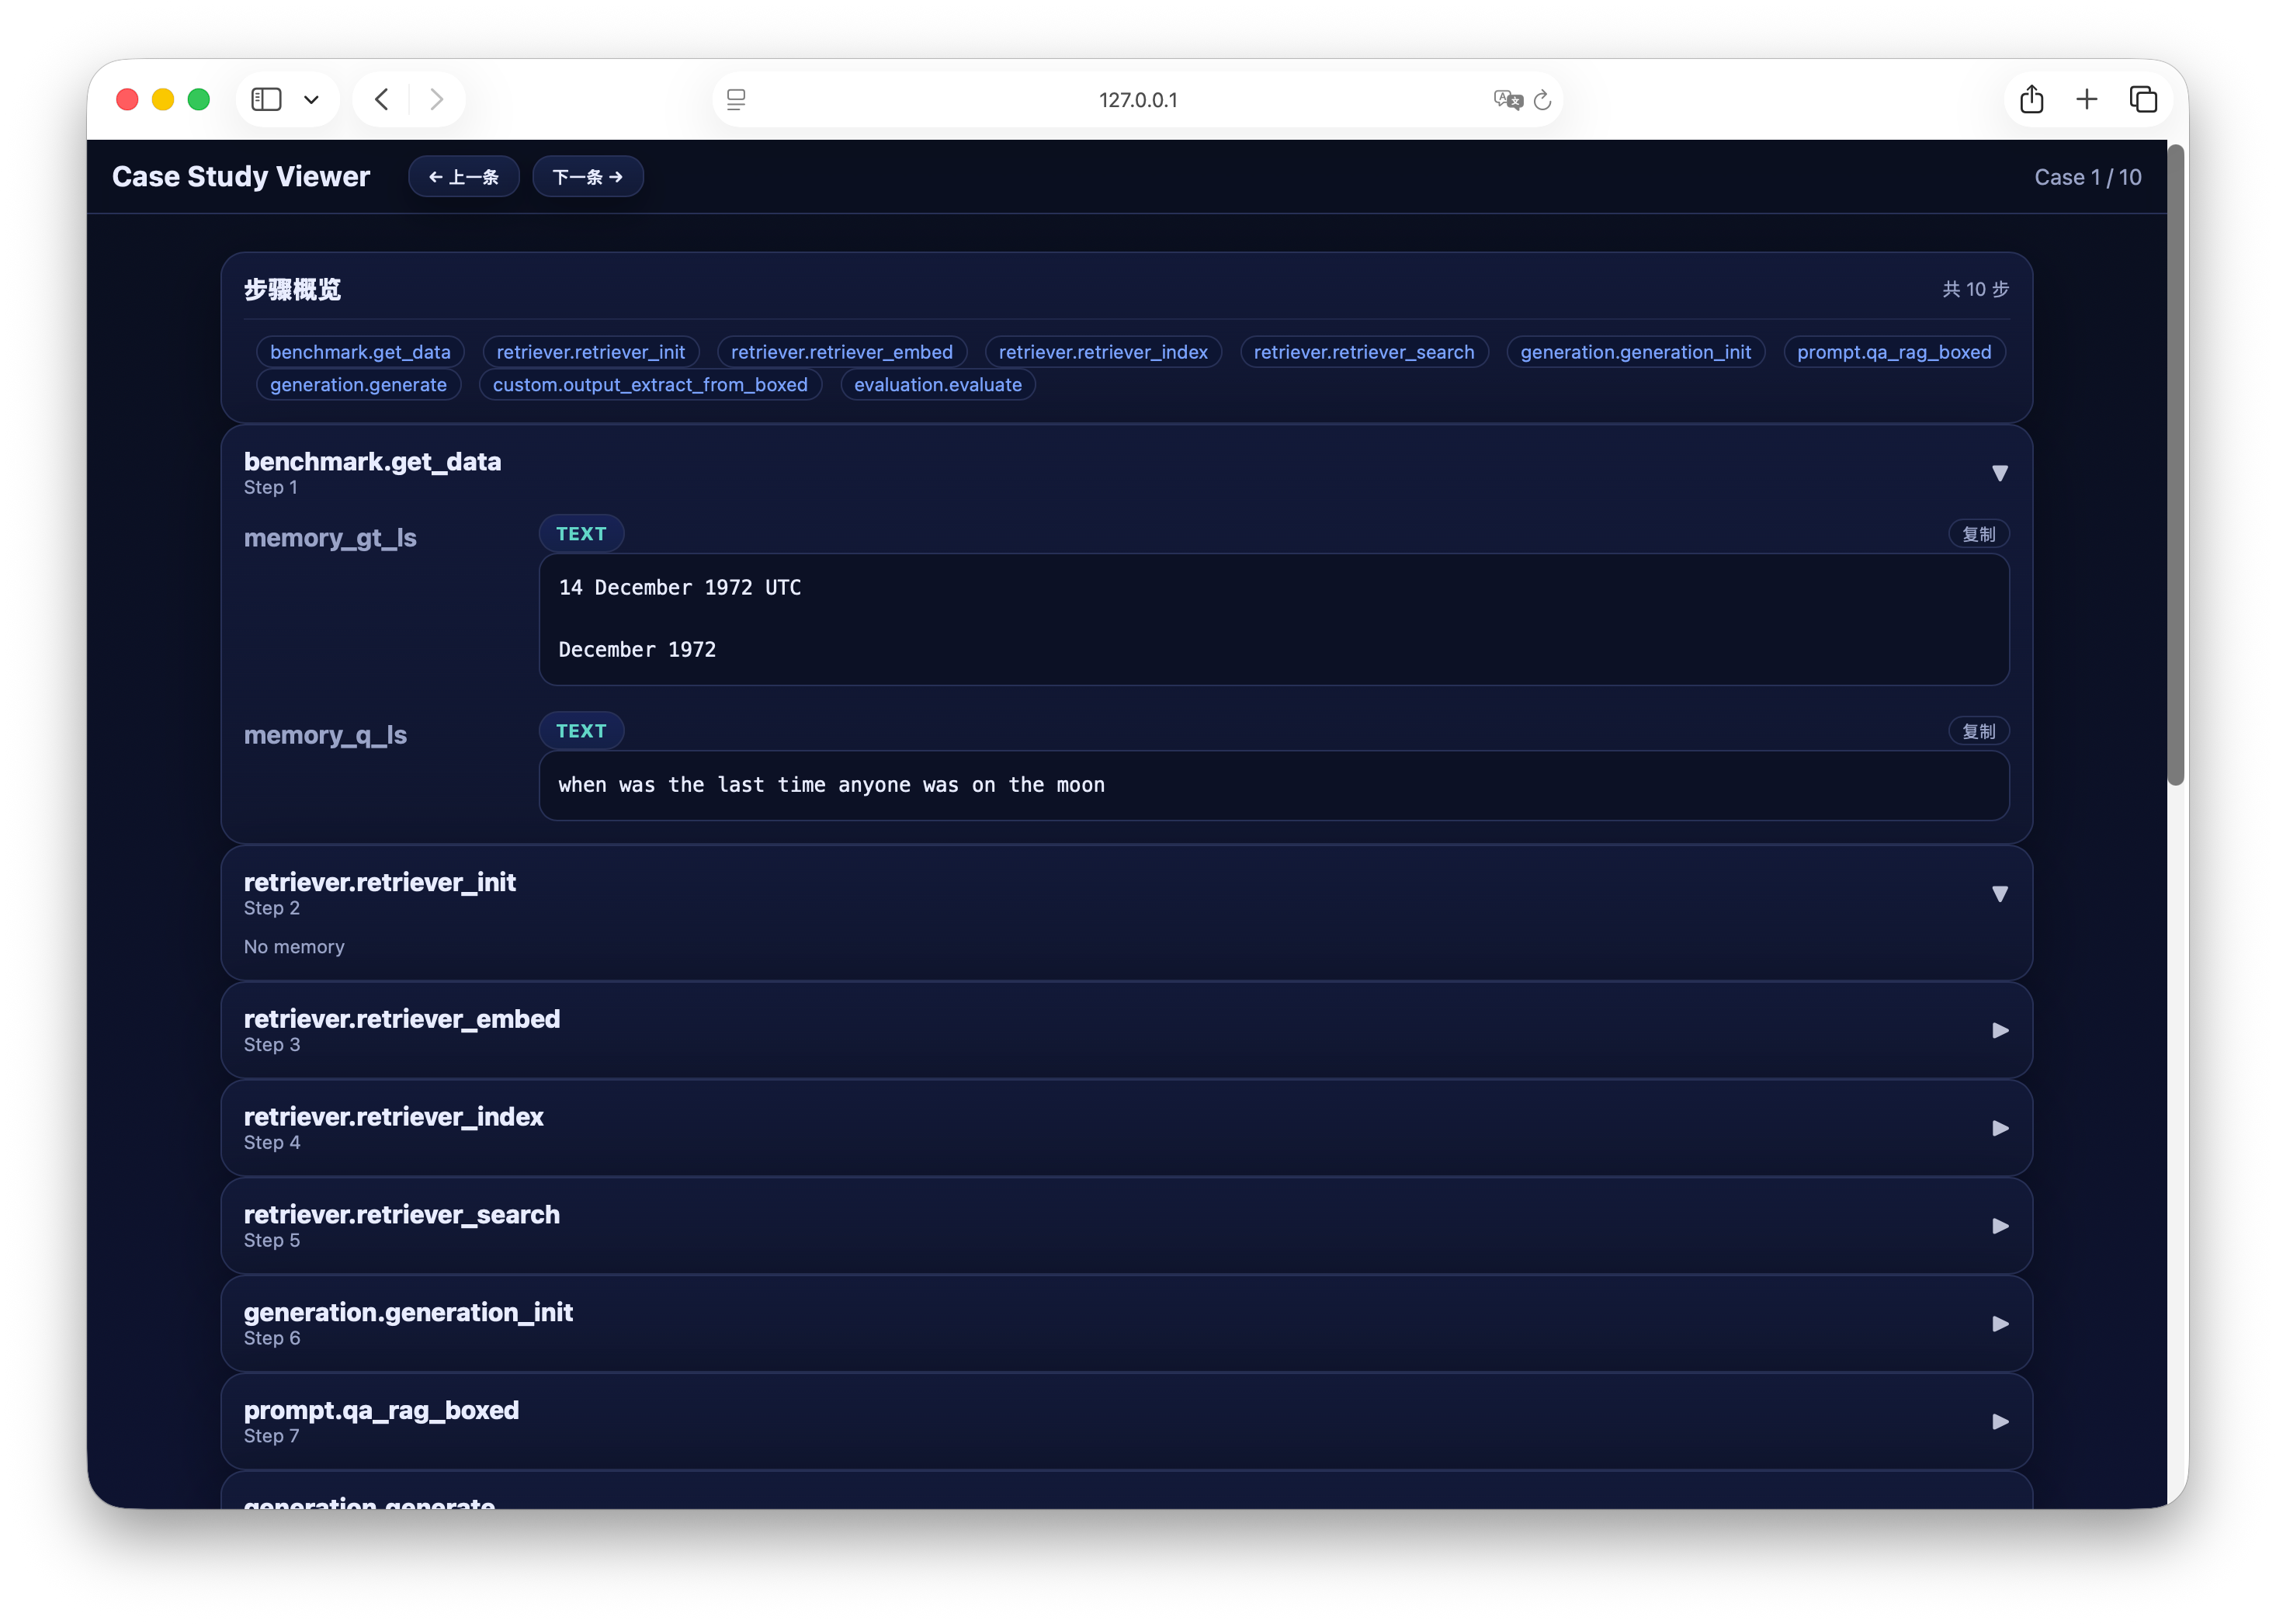 127.0.0.1
Case Study Viewer
← 上一条
下一条 →
Case 1 / 10
步骤概览
共 10 步
benchmark.get_data
retriever.retriever_init
retriever.retriever_embed
retriever.retriever_index
retriever.retriever_search
generation.generation_init
prompt.qa_rag_boxed
generation.generate
custom.output_extract_from_boxed
evaluation.evaluate
benchmark.get_data
Step 1
memory_gt_ls
TEXT
复制
14 December 1972 UTC
December 1972
memory_q_ls
TEXT
复制
when was the last time anyone was on the moon
retriever.retriever_init
Step 2
No memory
retriever.retriever_embed
Step 3
retriever.retriever_index
Step 4
retriever.retriever_search
Step 5
generation.generation_init
Step 6
prompt.qa_rag_boxed
Step 7
generation.generate